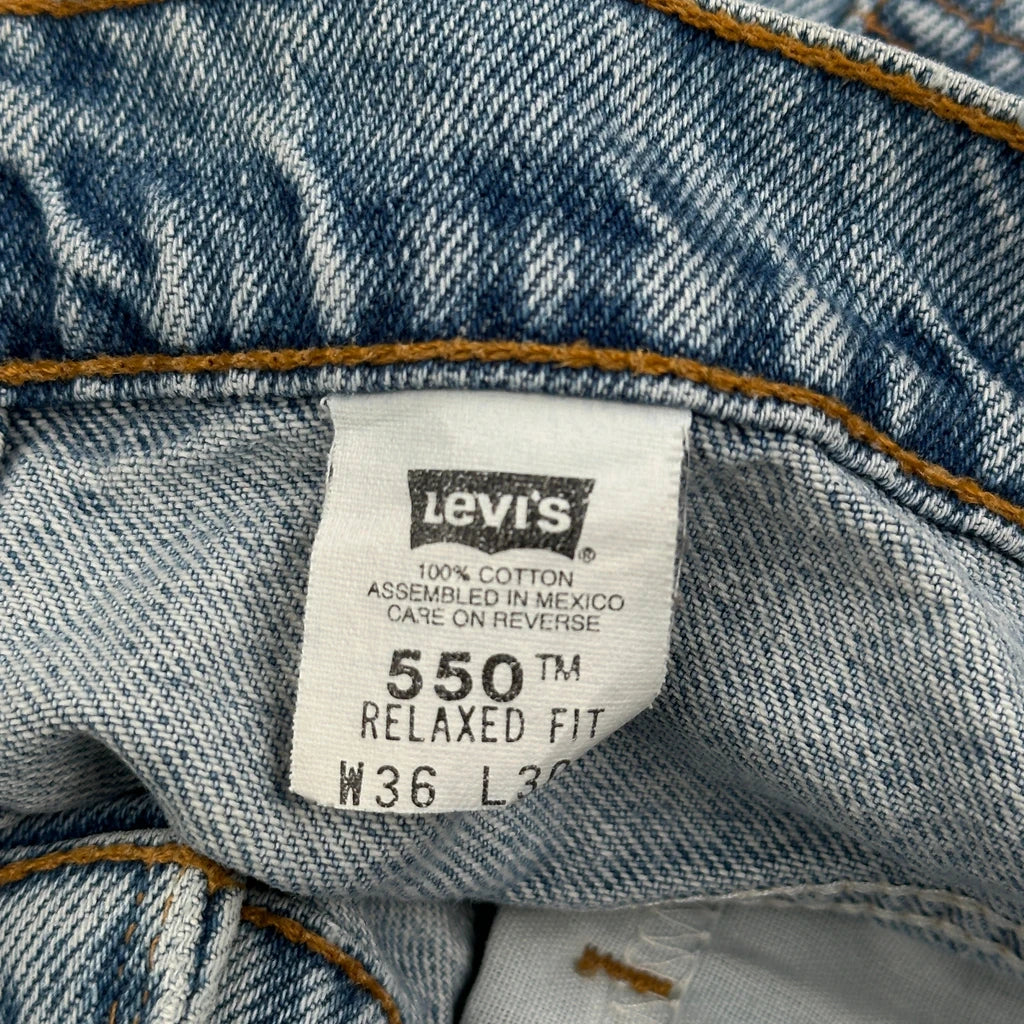 LEVI'S®
100% COTTON
ASSEMBLED IN MEXICO
CARE ON REVERSE
550™
RELAXED FIT
W36